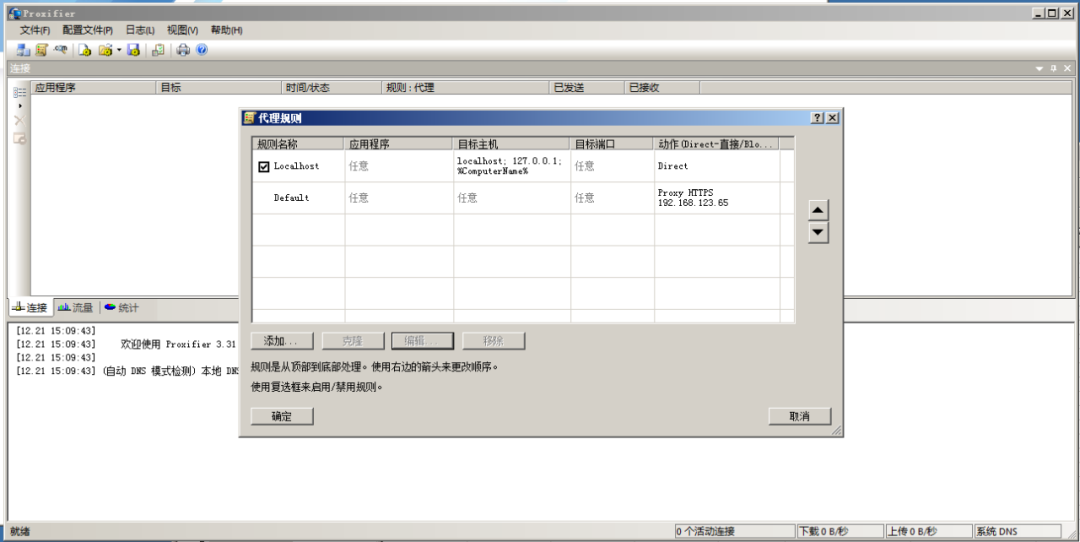 Proxifier
文件(F) 配置文件(P) 日志(L) 视图(V) 帮助(H)
连接
应用程序 目标 时间/状态 规则 : 代理 已发送 已接收
代理规则
规则名称 应用程序 目标主机 目标端口 动作(Direct-直接/Blo...
Localhost 任意 localhost; 127.0.0.1; 任意 Direct
%ComputerName%
Default 任意 任意 任意 Proxy HTTPS
192.168.123.65
添加... 克隆 编辑... 移除
规则是从顶部到底部处理。使用右边的箭头来更改顺序。
使用复选框来启用/禁用规则。
确定 取消
连接 流量 统计
[12.21 15:09:43]
[12.21 15:09:43] 欢迎使用 Proxifier 3.31
[12.21 15:09:43]
[12.21 15:09:43] (自动 DNS 模式检测) 本地 DNS
就绪 0 个活动连接 下载 0 B/秒 上传 0 B/秒 系统 DNS